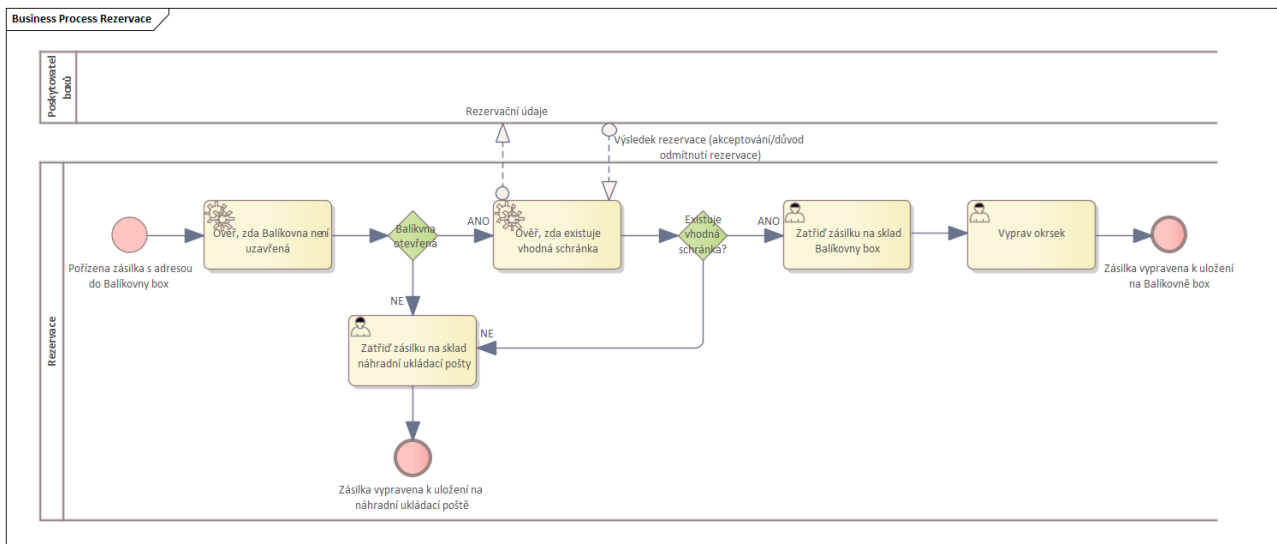 Business Process Rezervace
Poskytovatel
boxů
Rezervační údaje
Výsledek rezervace (akceptování/důvod
odmítnutí rezervace)
Rezervace
Pořízena zásilka s adresou
do Balíkovny box
Ověř, zda Balíkovna není
uzavřená
Balíkvna
otevřená
ANO
NE
Ověř, zda existuje
vhodná schránka
Existuje
vhodná
schránka?
ANO
NE
Zatřiď zásilku na sklad
Balíkovny box
Vyprav okrsek
Zásilka vypravena k uložení
na Balíkovně box
Zatřiď zásilku na sklad
náhradní ukládací pošty
Zásilka vypravena k uložení na
náhradní ukládací poště